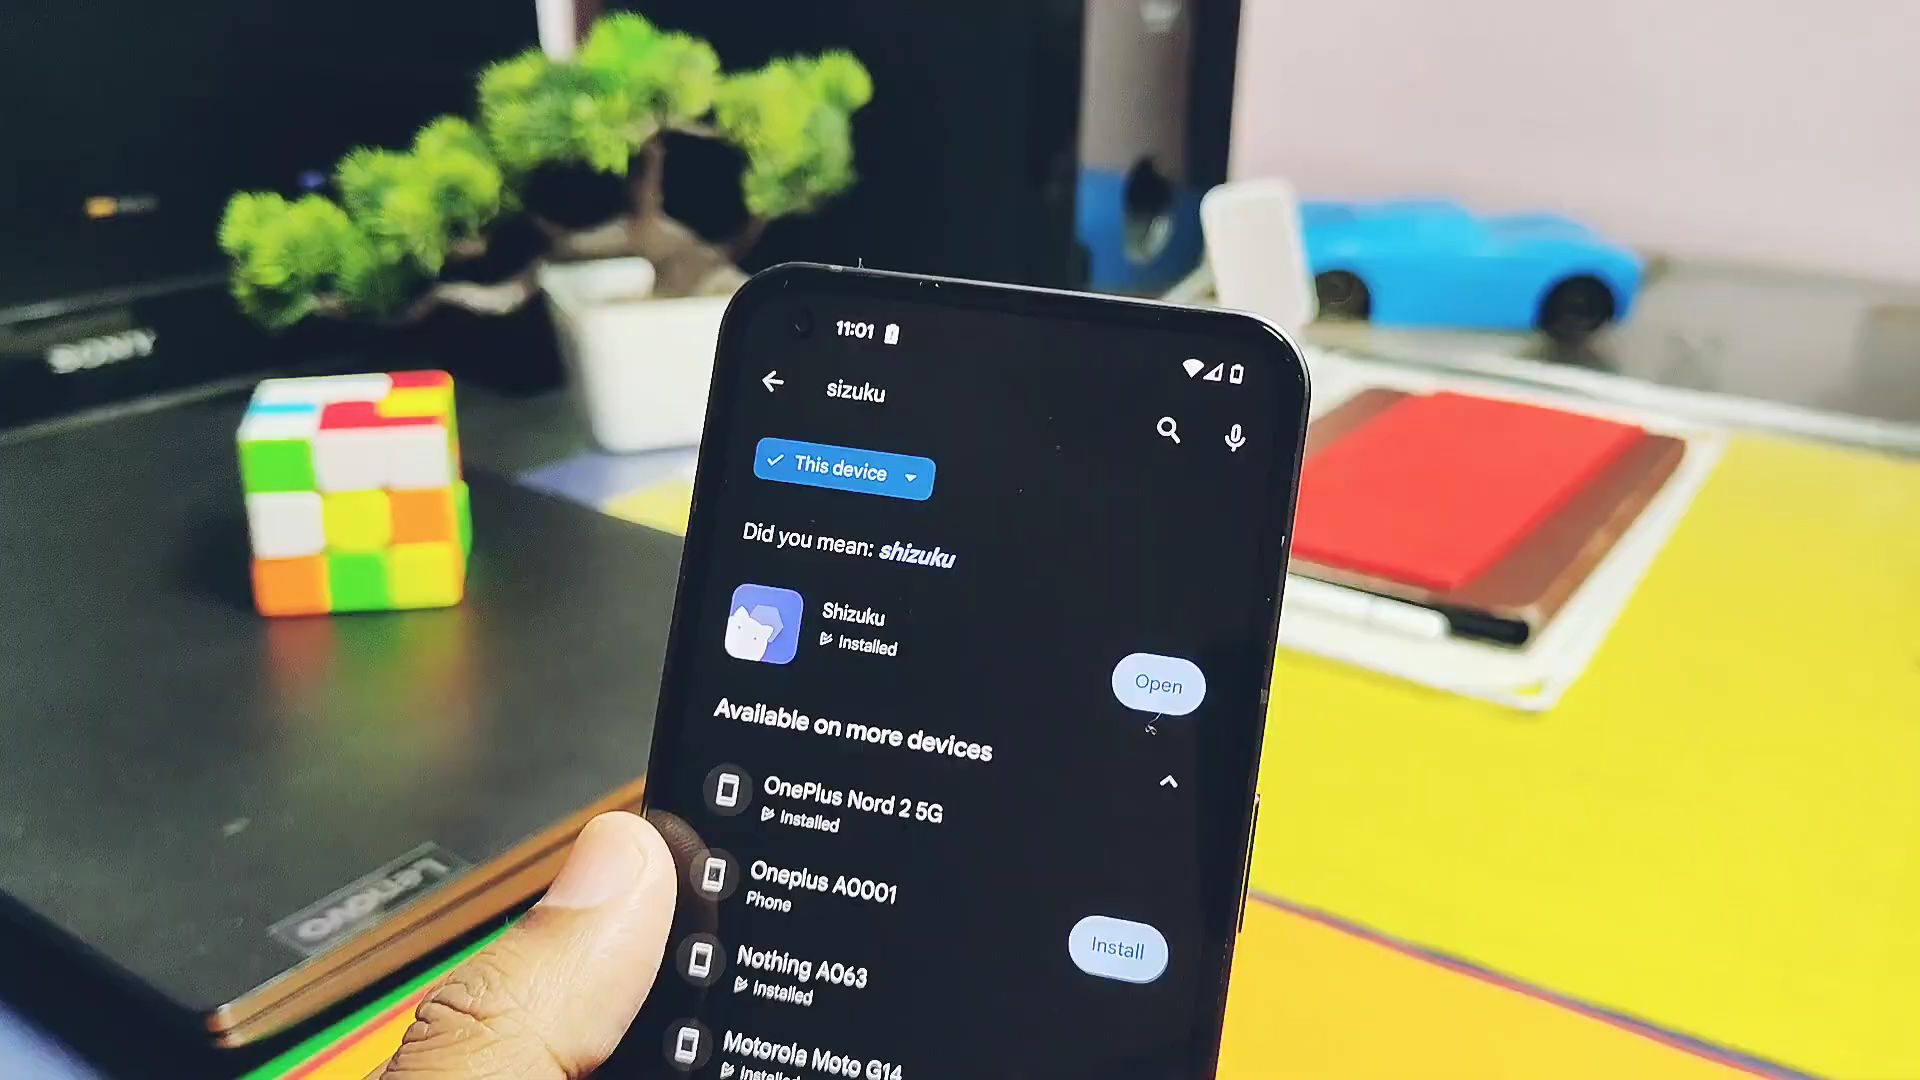 SONY
Lenovo
11:01
sizuku
This device
Did you mean: shizuku
Shizuku
Installed
Open
Available on more devices
OnePlus Nord 2 5G
Installed
Oneplus A0001
Phone
Install
Nothing A063
Installed
Motorola Moto G14
Installed